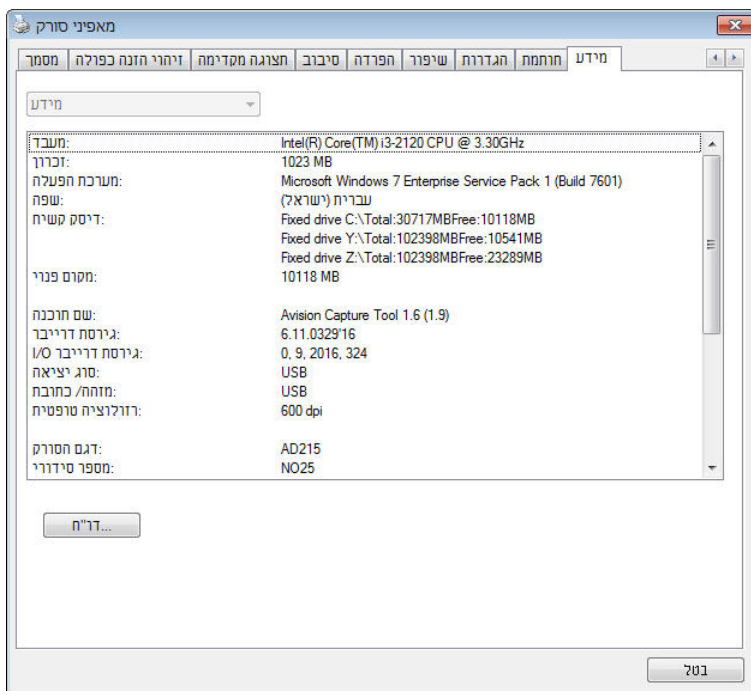 מאפיני סורק
מסמך
זיהוי הזנה כפולה
תצוגה מקדימה
סיבוב
הפרדה
שיפור
הגדרות
חותמת
מידע
מידע
מעבד: Intel(R) Core(TM) i3-2120 CPU @ 3.30GHz
זכרון: 1023 MB
מערכת הפעלה: Microsoft Windows 7 Enterprise Service Pack 1 (Build 7601)
שפה: עברית (ישראל)
דיסק קשיח: Fixed drive C:\Total:30717MBFree:10118MB
Fixed drive Y:\Total:102398MBFree:10541MB
Fixed drive Z:\Total:102398MBFree:23289MB
מקום פנוי: 10118 MB
שם תוכנה: Avision Capture Tool 1.6 (1.9)
גירסת דרייבר: 6.11.0329'16
גירסת דרייבר I/O: 0, 9, 2016, 324
סוג יציאה: USB
מזהה/ כתובת: USB
רזולוציה טופטית: 600 dpi
דגם הסורק: AD215
מספר סידורי: NO25
דו"ח...
בטל